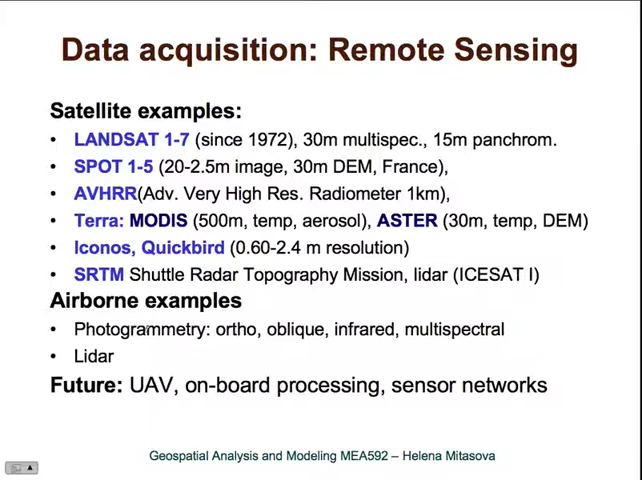 Data acquisition: Remote Sensing
Satellite examples:
• LANDSAT 1-7 (since 1972), 30m multispec., 15m panchrom.
• SPOT 1-5 (20-2.5m image, 30m DEM, France),
• AVHRR(Adv. Very High Res. Radiometer 1km),
• Terra: MODIS (500m, temp, aerosol), ASTER (30m, temp, DEM)
• Iconos, Quickbird (0.60-2.4 m resolution)
• SRTM Shuttle Radar Topography Mission, lidar (ICESAT I)
Airborne examples
• Photogrammetry: ortho, oblique, infrared, multispectral
• Lidar
Future: UAV, on-board processing, sensor networks
Geospatial Analysis and Modeling MEA592 – Helena Mitasova